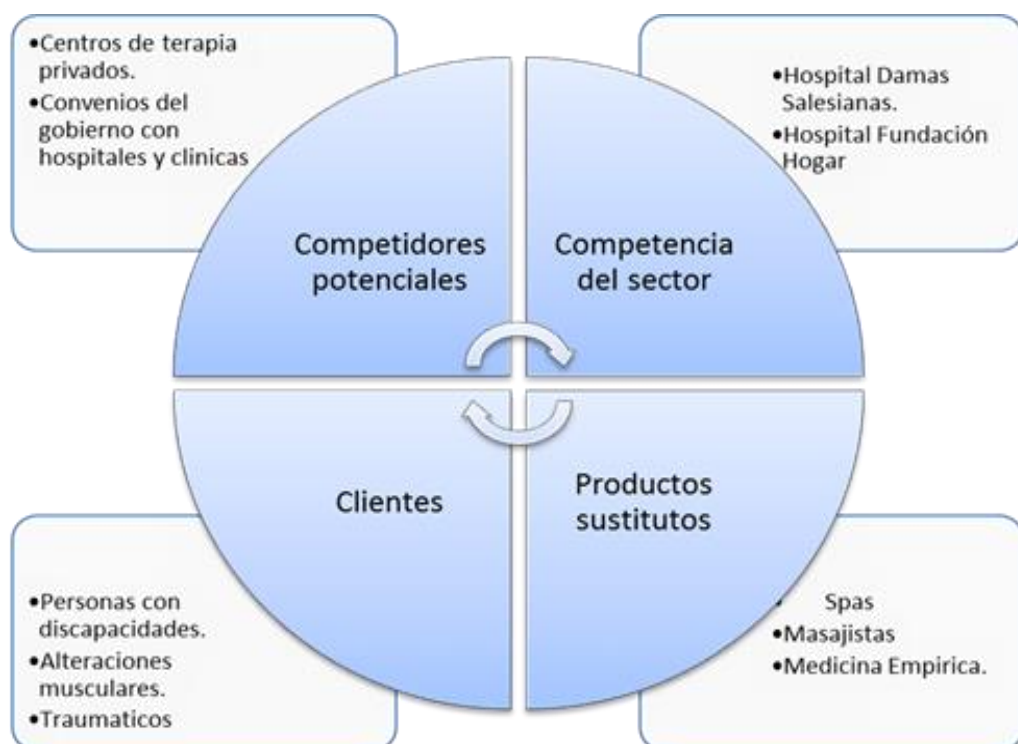 •Centros de terapia
privados.
•Convenios del
gobierno con
hospitales y clinicas
•Hospital Damas
Salesianas.
•Hospital Fundación
Hogar
Competidores
potenciales
Competencia
del sector
Clientes
Productos
sustitutos
•Personas con
discapacidades.
•Alteraciones
musculares.
•Traumaticos
• Spas
•Masajistas
•Medicina Empirica.